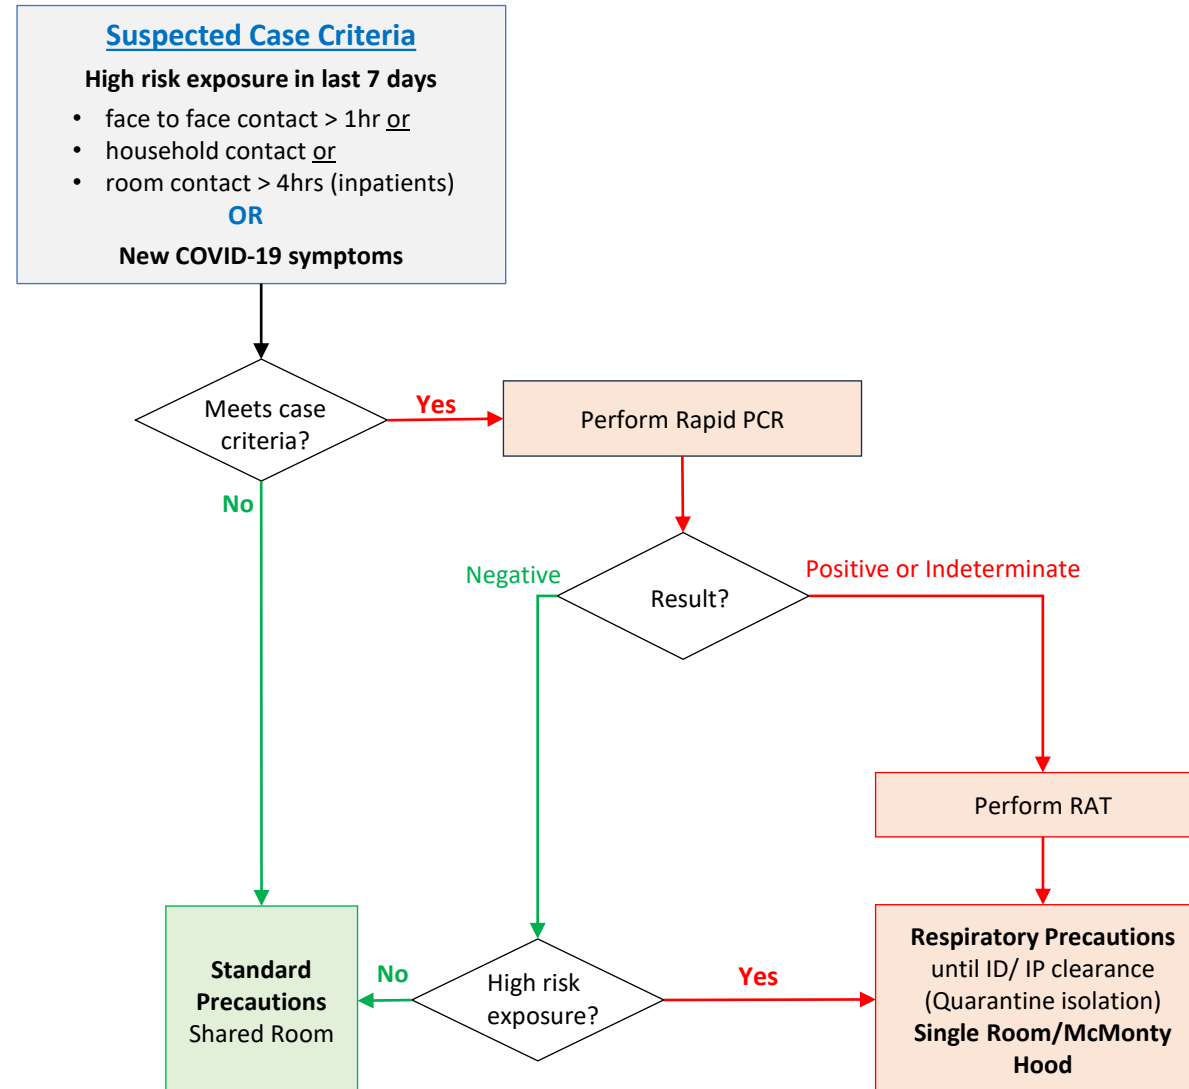 Suspected Case Criteria
High risk exposure in last 7 days
• face to face contact > 1hr or
• household contact or
• room contact > 4hrs (inpatients)
OR
New COVID-19 symptoms
Meets case
criteria?
Yes
Perform Rapid PCR
No
Negative
Result?
Positive or Indeterminate
Perform RAT
Standard
Precautions
Shared Room
No
High risk
exposure?
Yes
Respiratory Precautions
until ID/ IP clearance
(Quarantine isolation)
Single Room/McMonty
Hood